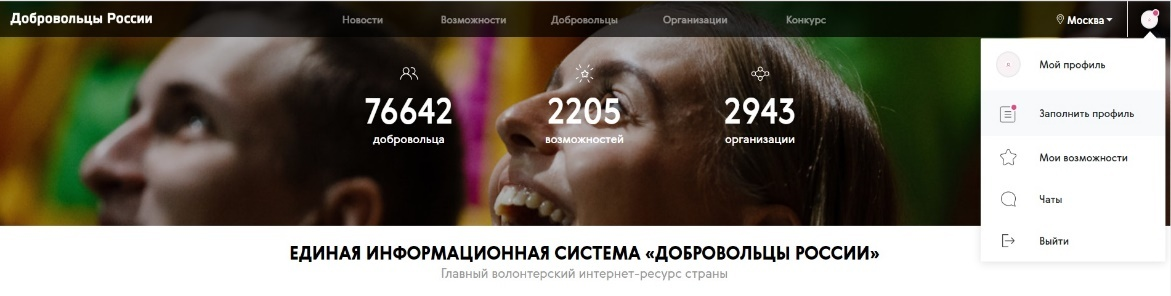 Добровольцы России
Новости Возможности Добровольцы Организации Конкурс
Москва
76642 2205 2943
добровольца возможностей организации
Мой профиль
Заполнить профиль
Мои возможности
Чаты
Выйти
ЕДИНАЯ ИНФОРМАЦИОННАЯ СИСТЕМА «ДОБРОВОЛЬЦЫ РОССИИ»
Главный волонтерский интернет-ресурс страны